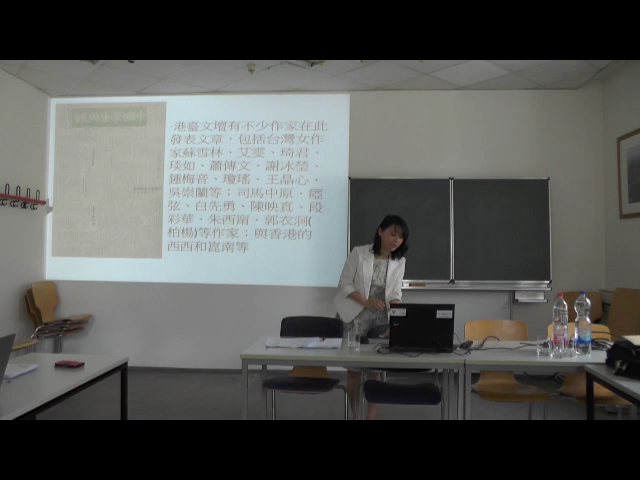 港臺文壇有不少作家在此
發表文章，包括台灣女作
家蘇雪林、艾雯、琦君、
琰如、蕭傳文、謝冰瑩、
鍾梅音、瓊瑤、王晶心、
吳崇蘭等；司馬中原、瘂
弦、白先勇、陳映真、段
彩華、朱西甯、郭衣洞(
柏楊)等作家；與香港的
西西和崑南等